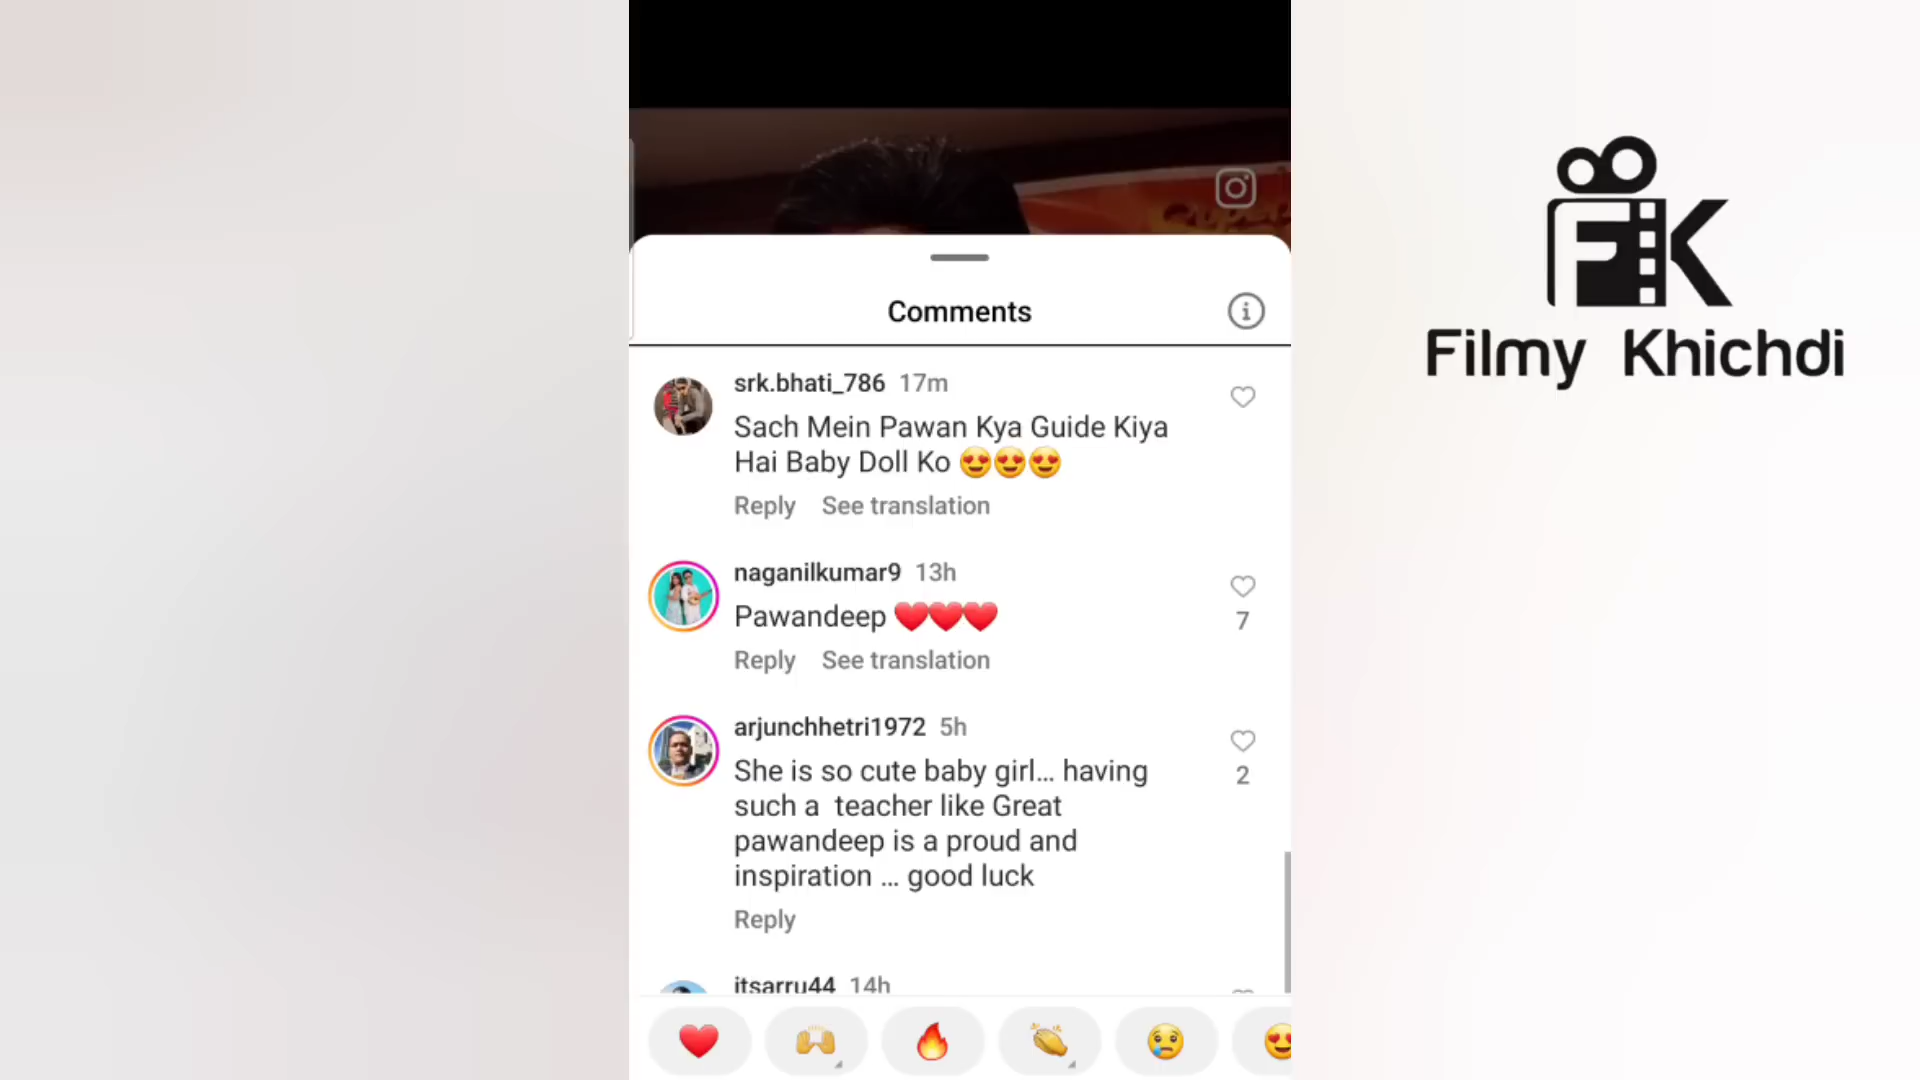 Comments
srk.bhati_786 17m
Sach Mein Pawan Kya Guide Kiya
Hai Baby Doll Ko 😍😍😍
Reply See translation
naganilkumar9 13h
Pawandeep ❤️❤️❤️
7
Reply See translation
arjunchhetri1972 5h
She is so cute baby girl... having
2
such a teacher like Great
pawandeep is a proud and
inspiration ... good luck
Reply
itsarru44 14h
FK
Filmy Khichdi